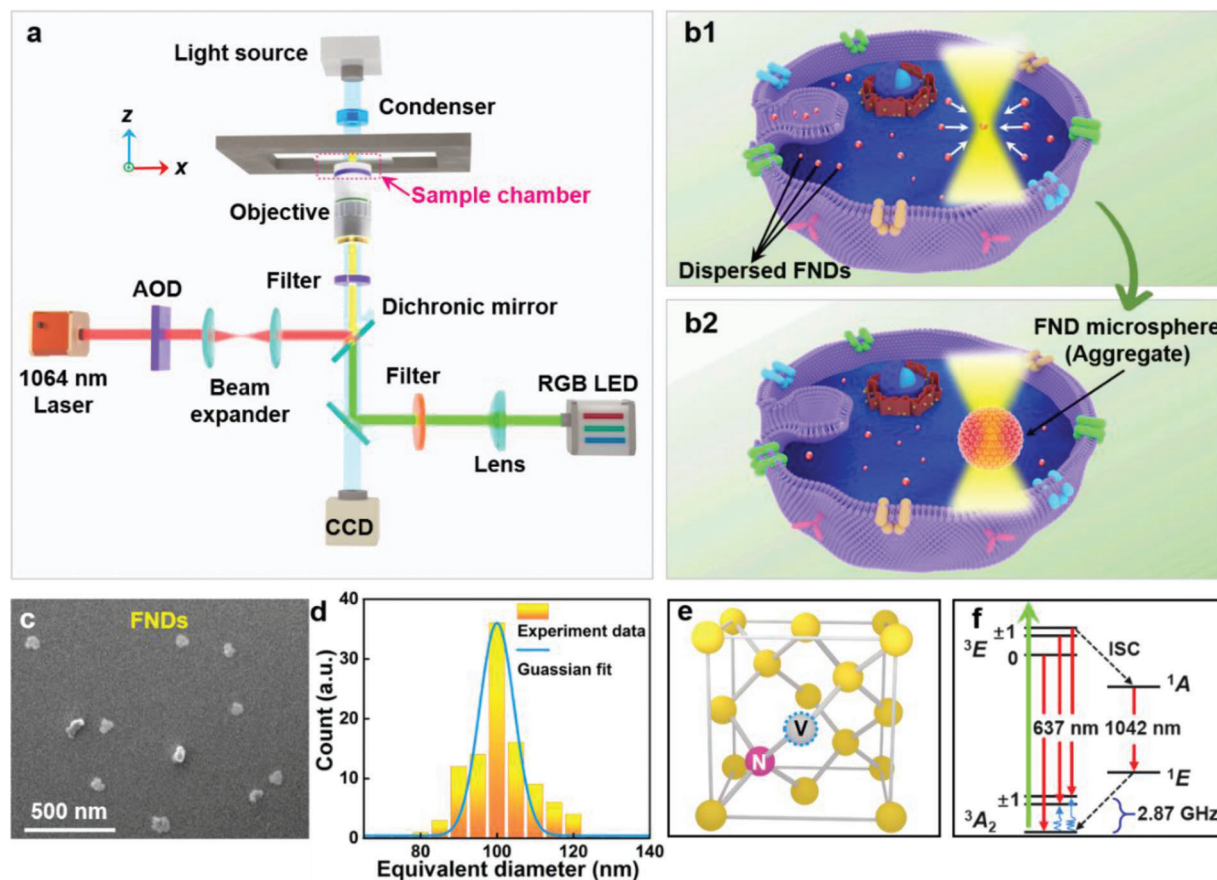 a
Light source
Condenser
z
x
Sample chamber
Objective
Filter
AOD
Dichronic mirror
1064 nm
Laser
Beam
expander
Filter
RGB LED
Lens
CCD
b1
Dispersed FNDs
b2
FND microsphere
(Aggregate)
c
FNDs
500 nm
d
40
30
20
10
0
Count (a.u.)
Experiment data
Guassian fit
80
100
120
140
Equivalent diameter (nm)
e
V
N
f
³E
±1
0
ISC
¹A
637 nm
1042 nm
¹E
±1
³A₂
2.87 GHz